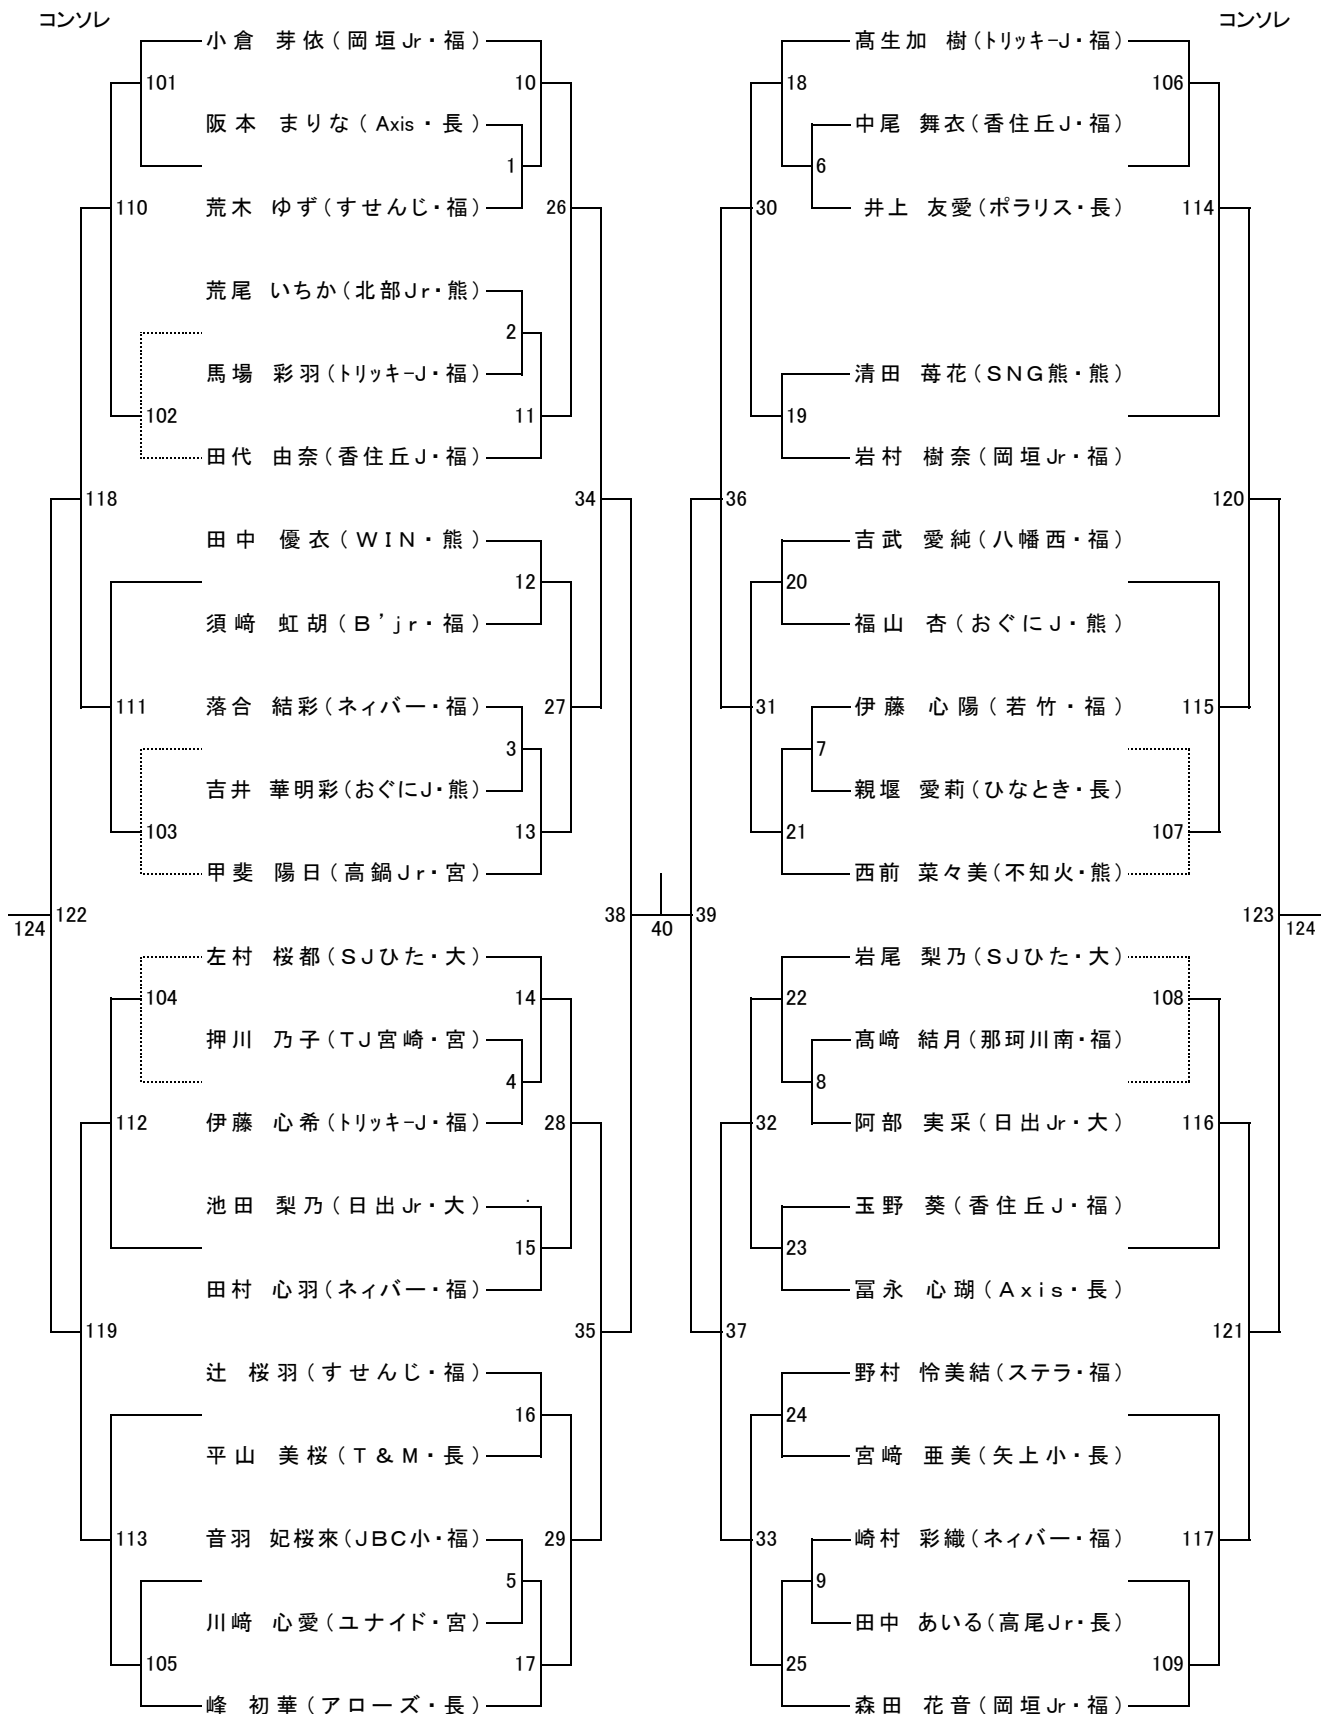 コンソレ
コンソレ
小倉 芽依(岡垣Jr・福)
101
10
阪本 まりな(Axis・長)
1
110
荒木 ゆず(すせんじ・福)
26
荒尾 いちか(北部Jr・熊)
2
馬場 彩羽(トリッキーJ・福)
102
11
田代 由奈(香住丘J・福)
118
34
田中 優衣(WIN・熊)
12
須﨑 虹胡(B'jr・福)
111
落合 結彩(ネイバー・福)
27
3
吉井 華明彩(おぐにJ・熊)
103
13
甲斐 陽日(高鍋Jr・宮)
124
122
38
40
左村 桜都(SJひた・大)
104
14
押川 乃子(TJ宮崎・宮)
4
112
伊藤 心希(トリッキーJ・福)
28
池田 梨乃(日出Jr・大)
15
田村 心羽(ネイバー・福)
119
35
辻 桜羽(すせんじ・福)
16
平山 美桜(T&M・長)
113
音羽 妃桜來(JBC小・福)
29
5
川﨑 心愛(ユナイド・宮)
105
17
峰 初華(アローズ・長)
髙生加 樹(トリッキーJ・福)
18
106
中尾 舞衣(香住丘J・福)
6
30
井上 友愛(ポラリス・長)
114
清田 苺花(SNG熊・熊)
19
岩村 樹奈(岡垣Jr・福)
36
120
吉武 愛純(八幡西・福)
20
福山 杏(おぐにJ・熊)
31
伊藤 心陽(若竹・福)
115
7
親堰 愛莉(ひなとき・長)
21
107
西前 菜々美(不知火・熊)
39
123
124
岩尾 梨乃(SJひた・大)
22
108
髙﨑 結月(那珂川南・福)
8
32
阿部 実采(日出Jr・大)
116
玉野 葵(香住丘J・福)
23
冨永 心瑚(Axis・長)
37
121
野村 怜美結(ステラ・福)
24
宮﨑 亜美(矢上小・長)
33
崎村 彩織(ネイバー・福)
117
9
田中 あいる(高尾Jr・長)
25
109
森田 花音(岡垣Jr・福)